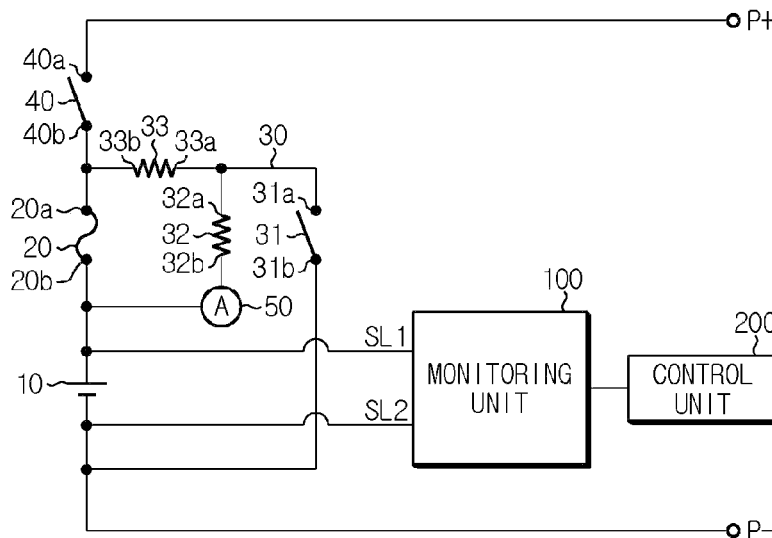 P+
40a
40
40b
33
33b 33a
30
20a
20
20b
32a
32
32b
31a
31
31b
A
50
100
200
SL1
MONITORING
UNIT
CONTROL
UNIT
10
SL2
P-